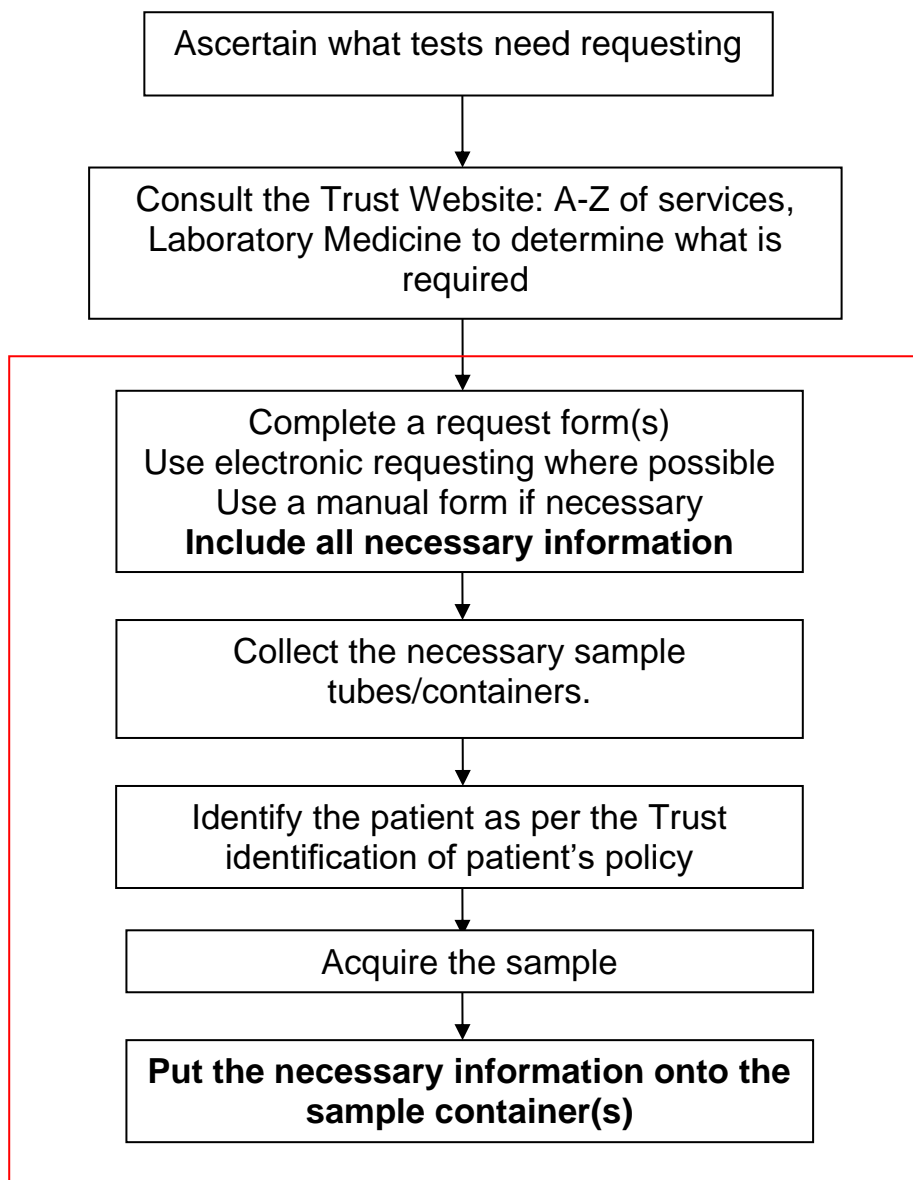 Ascertain what tests need requesting
Consult the Trust Website: A-Z of services,
Laboratory Medicine to determine what is
required
Complete a request form(s)
Use electronic requesting where possible
Use a manual form if necessary
Include all necessary information
Collect the necessary sample
tubes/containers.
Identify the patient as per the Trust
identification of patient’s policy
Acquire the sample
Put the necessary information onto the
sample container(s)